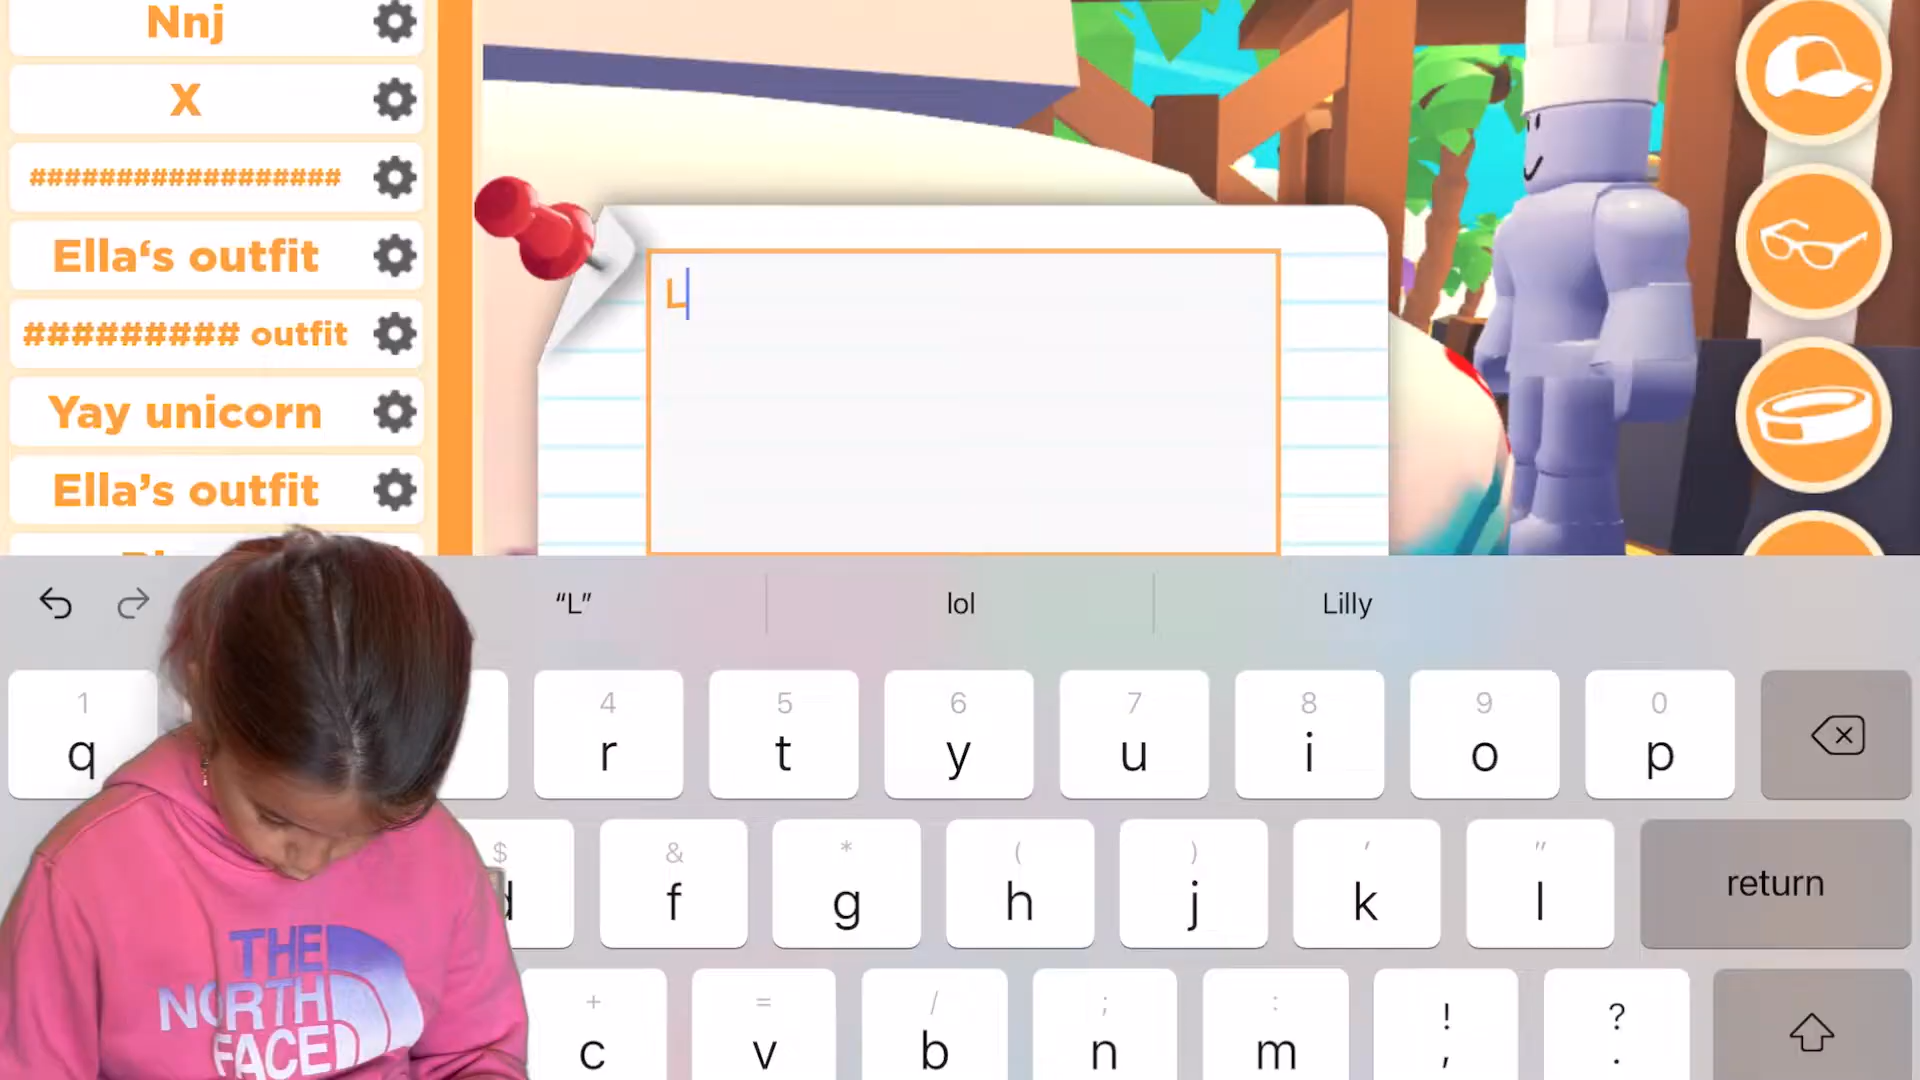 Nnj
X
##################
Ella‘s outfit
######### outfit
Yay unicorn
Ella’s outfit
L
“L” lol Lilly
1 4 5 6 7 8 9 0
q r t y u i o p
$ & * ( ) ' "
d f g h j k l return
+ = / ; : ! ?
c v b n m , .
THE
NORTH
FACE